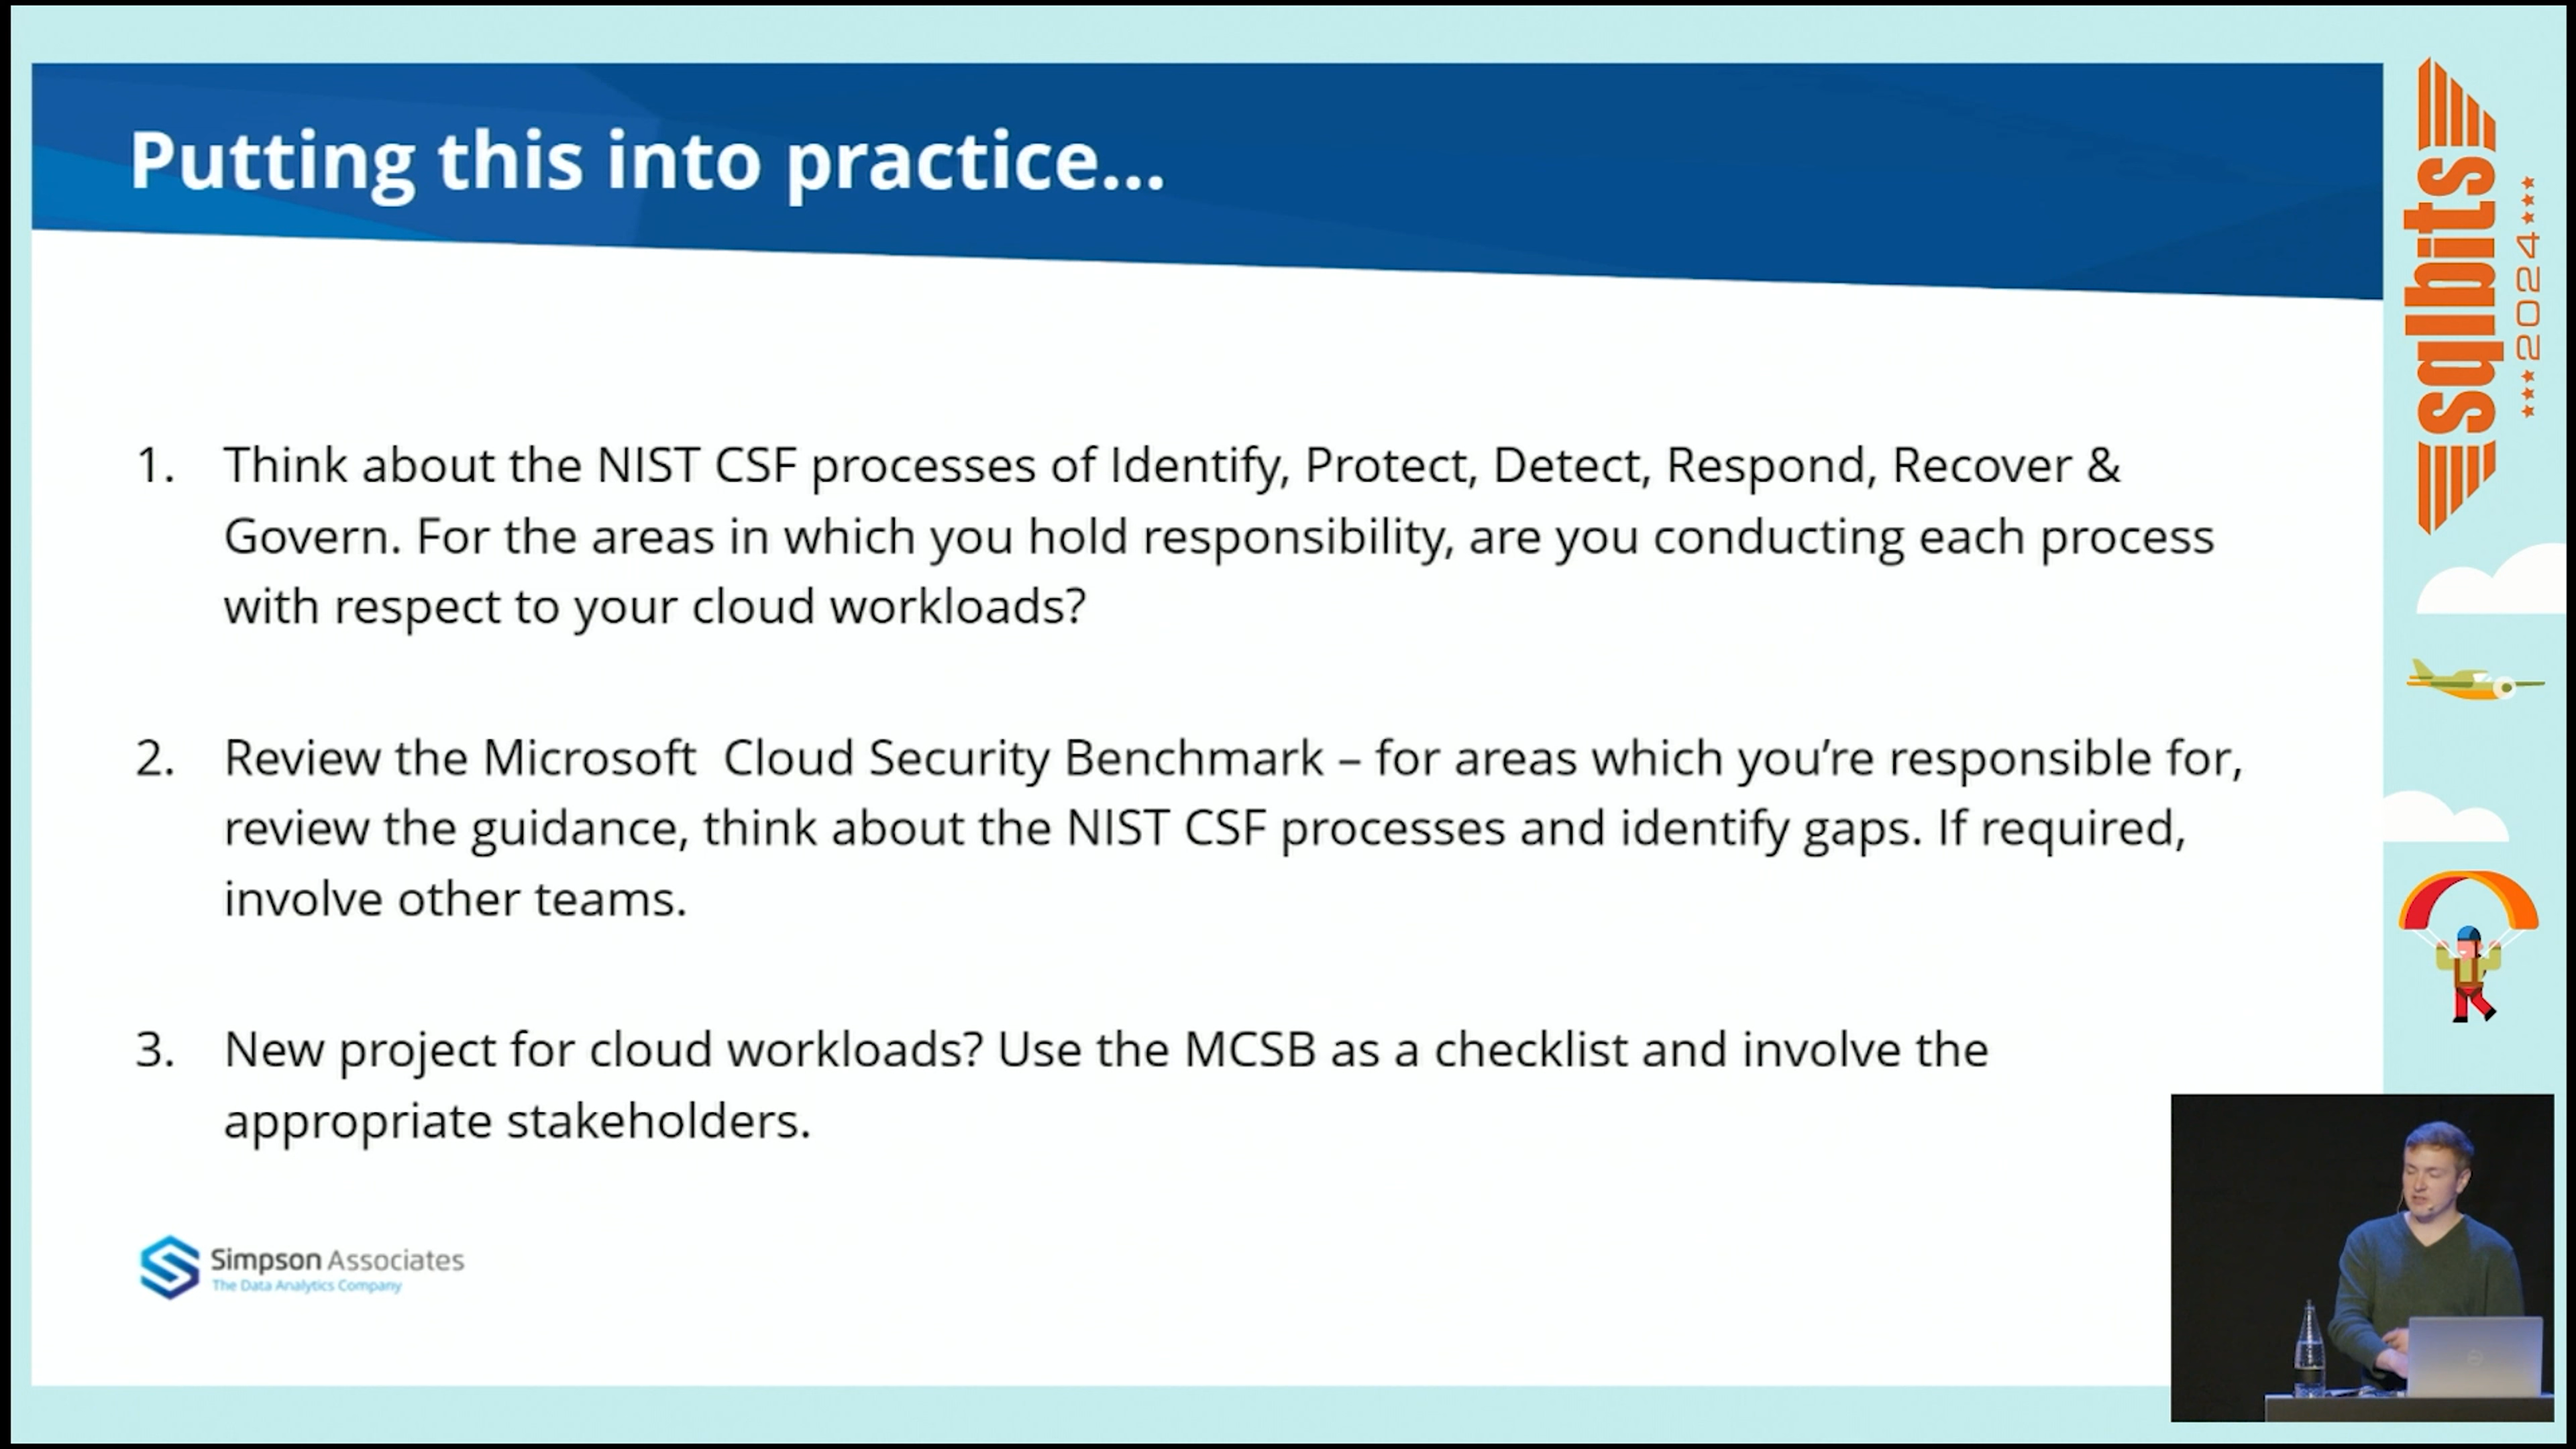 Putting this into practice...
1. Think about the NIST CSF processes of Identify, Protect, Detect, Respond, Recover &
Govern. For the areas in which you hold responsibility, are you conducting each process
with respect to your cloud workloads?
2. Review the Microsoft  Cloud Security Benchmark – for areas which you’re responsible for,
review the guidance, think about the NIST CSF processes and identify gaps. If required,
involve other teams.
3. New project for cloud workloads? Use the MCSB as a checklist and involve the
appropriate stakeholders.
Simpson Associates
The Data Analytics Company
sqlbits
2024